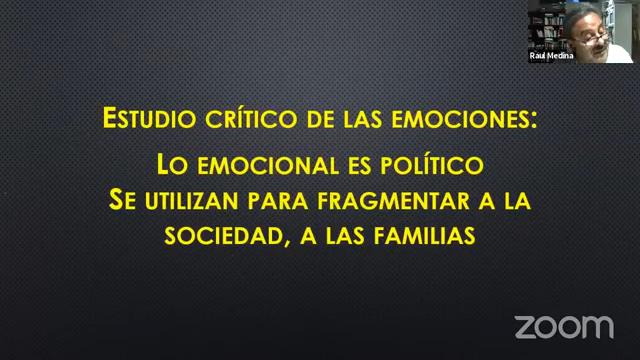 Raul Medina
ESTUDIO CRÍTICO DE LAS EMOCIONES:
LO EMOCIONAL ES POLÍTICO
SE UTILIZAN PARA FRAGMENTAR A LA
SOCIEDAD, A LAS FAMILIAS
zoom